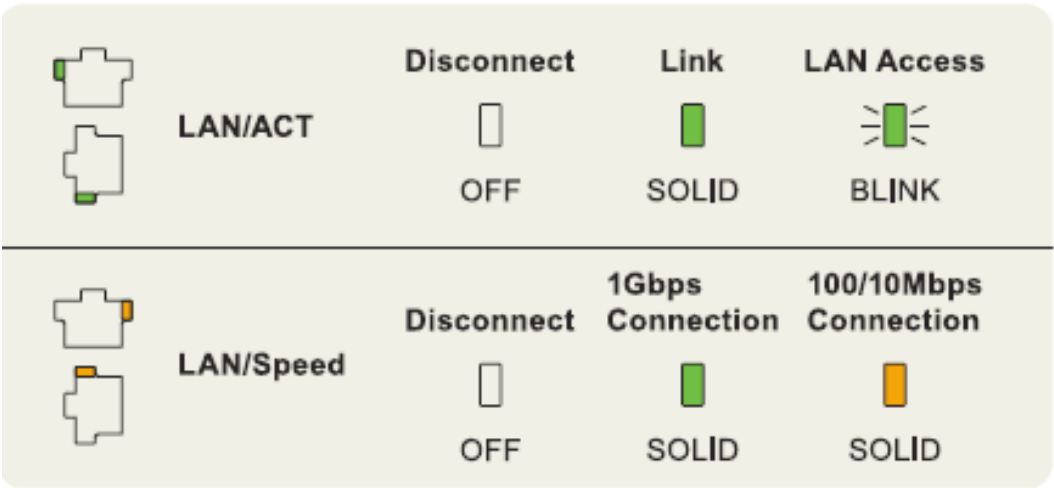 Disconnect Link LAN Access
LAN/ACT
OFF SOLID BLINK
1Gbps 100/10Mbps
Disconnect Connection Connection
LAN/Speed
OFF SOLID SOLID